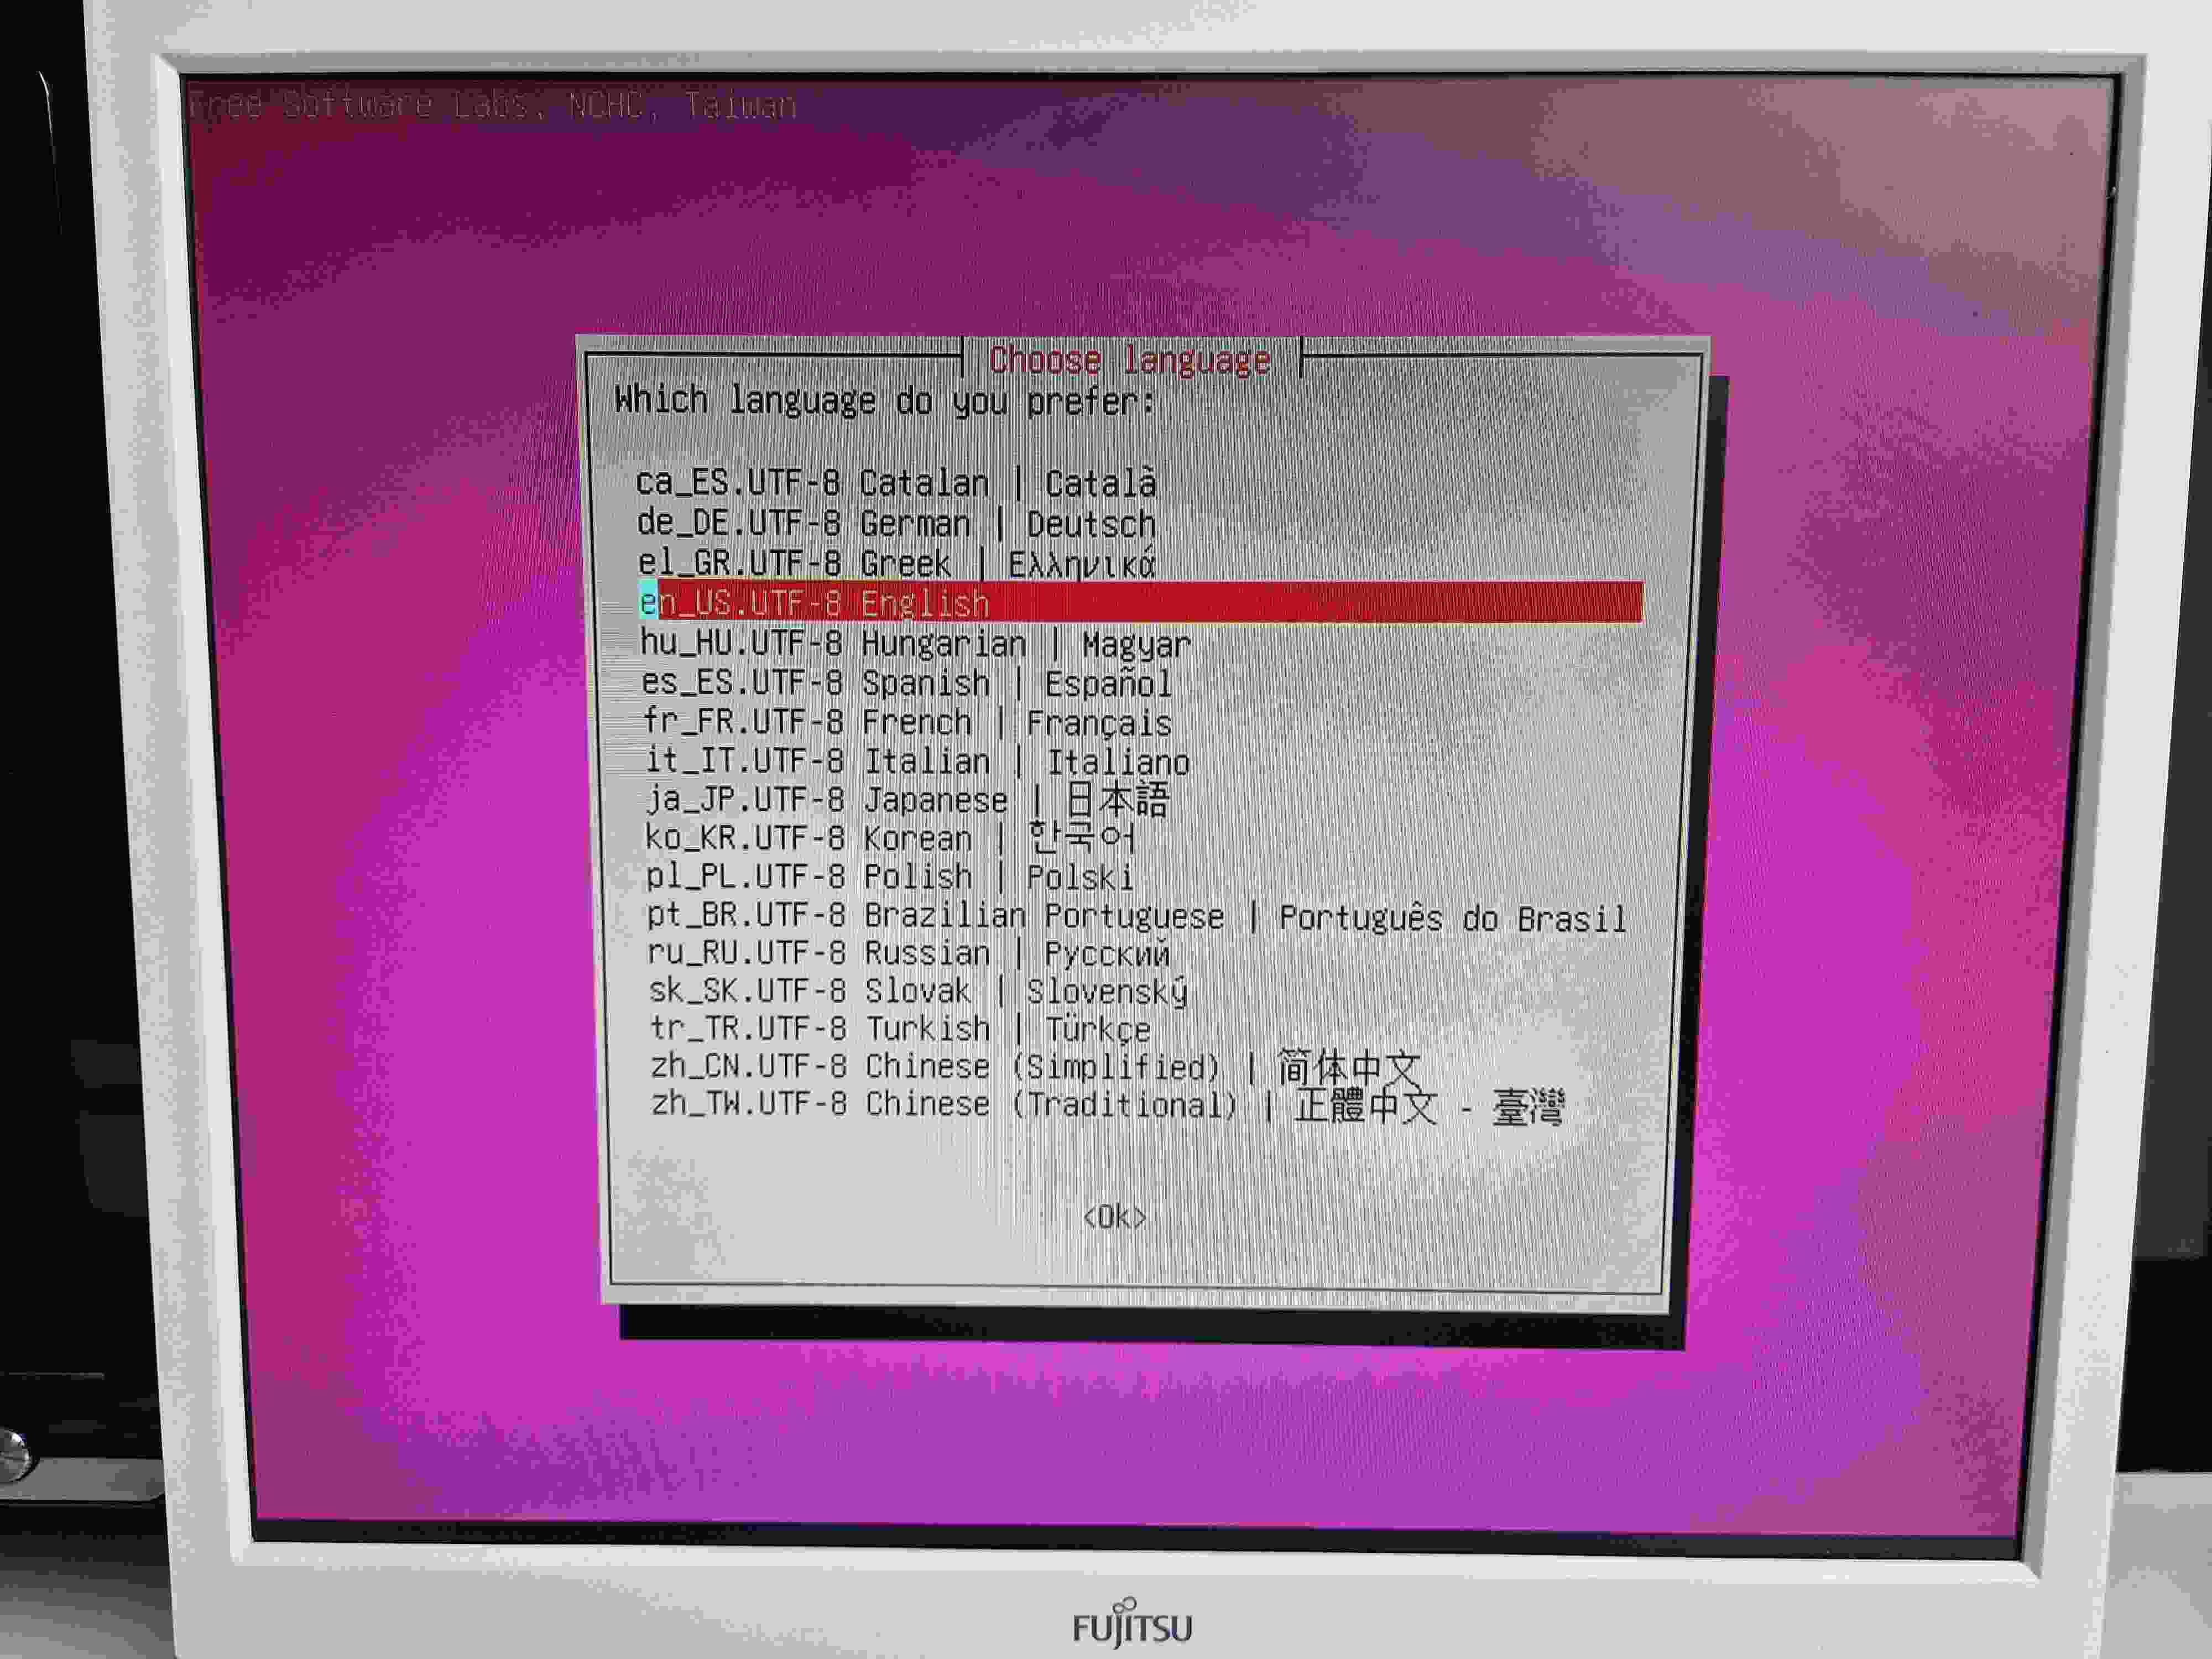 Free Software Labs, NCHC, Taiwan
Choose language
Which language do you prefer:
ca_ES.UTF-8 Catalan | Català
de_DE.UTF-8 German | Deutsch
el_GR.UTF-8 Greek | Ελληνικά
en_US.UTF-8 English
hu_HU.UTF-8 Hungarian | Magyar
es_ES.UTF-8 Spanish | Español
fr_FR.UTF-8 French | Français
it_IT.UTF-8 Italian | Italiano
ja_JP.UTF-8 Japanese | 日本語
ko_KR.UTF-8 Korean | 한국어
pl_PL.UTF-8 Polish | Polski
pt_BR.UTF-8 Brazilian Portuguese | Português do Brasil
ru_RU.UTF-8 Russian | Русский
sk_SK.UTF-8 Slovak | Slovenský
tr_TR.UTF-8 Turkish | Türkçe
zh_CN.UTF-8 Chinese (Simplified) | 简体中文
zh_TW.UTF-8 Chinese (Traditional) | 正體中文 - 臺灣
<Ok>
FUJITSU